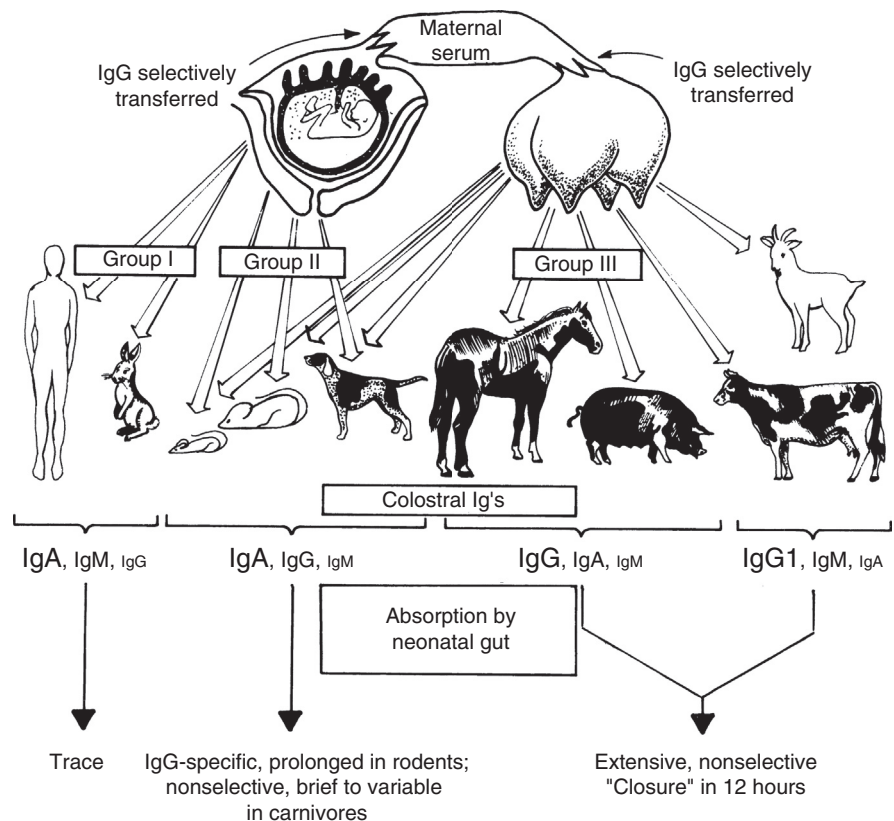 Maternal
serum
IgG selectively
transferred
IgG selectively
transferred
Group I
Group II
Group III
Colostral Ig's
IgA, IgM, IgG
IgA, IgG, IgM
IgG, IgA, IgM
IgG1, IgM, IgA
Absorption by
neonatal gut
Trace
IgG-specific, prolonged in rodents;
nonselective, brief to variable
in carnivores
Extensive, nonselective
"Closure" in 12 hours